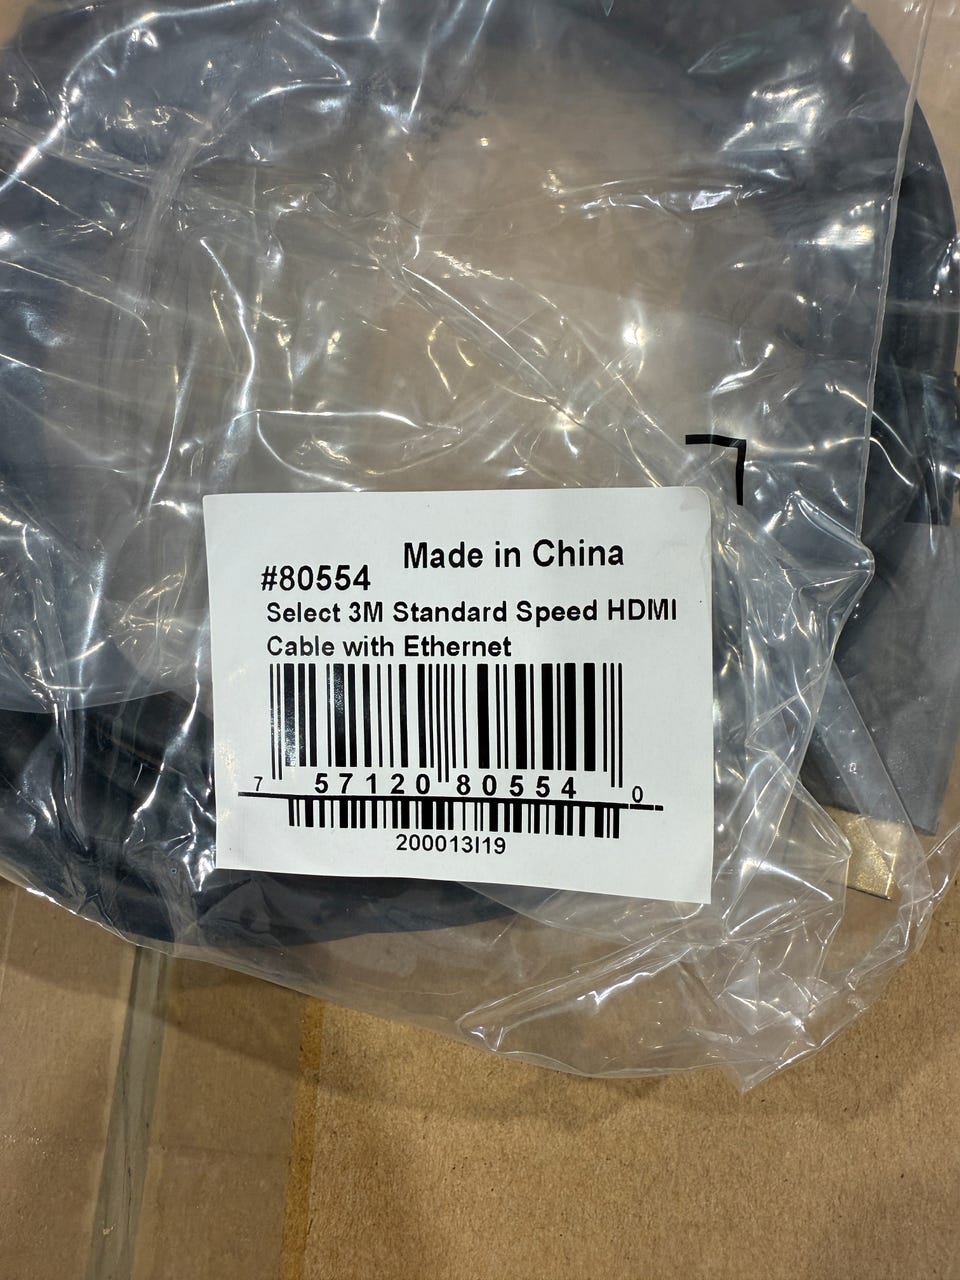 Made in China
#80554
Select 3M Standard Speed HDMI
Cable with Ethernet
7 57120 80554 0
200013I19